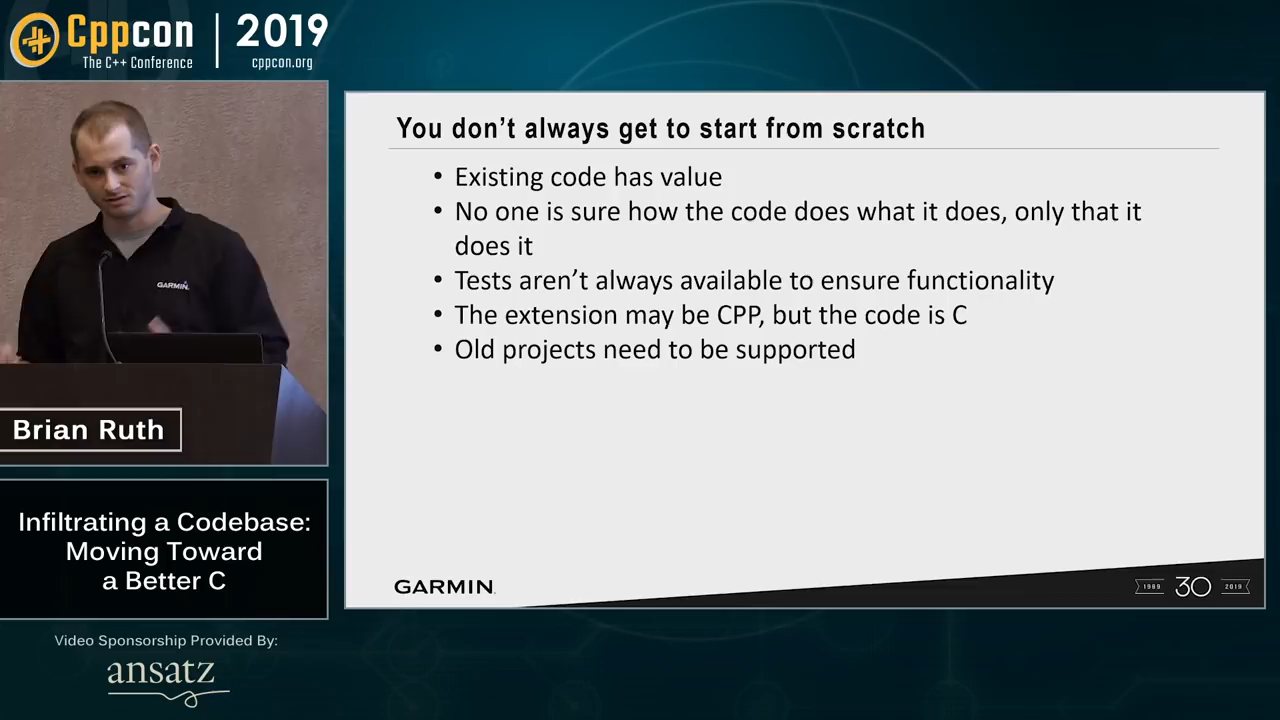 Cppcon
The C++ Conference
2019
cppcon.org
GARMIN
Brian Ruth
Infiltrating a Codebase:
Moving Toward
a Better C
Video Sponsorship Provided By:
ansatz
You don’t always get to start from scratch
• Existing code has value
• No one is sure how the code does what it does, only that it
does it
• Tests aren’t always available to ensure functionality
• The extension may be CPP, but the code is C
• Old projects need to be supported
GARMIN
1989 30 2019